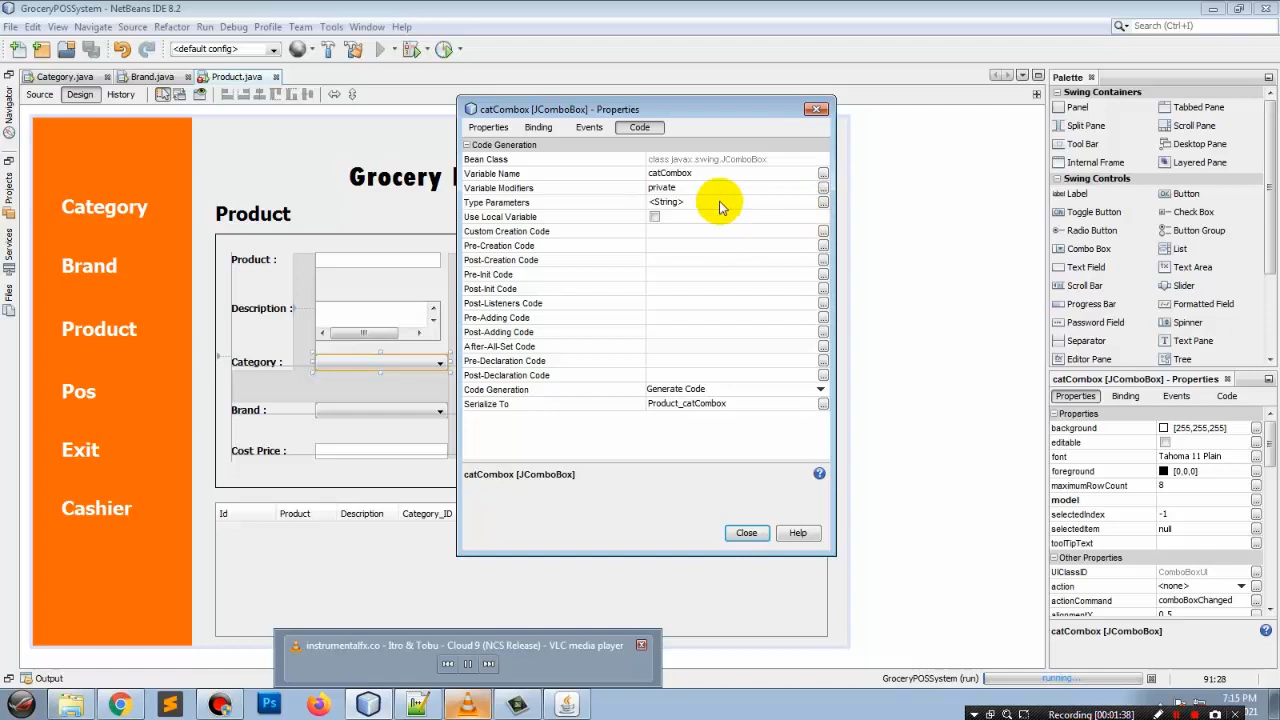 GroceryPOSSystem - NetBeans IDE 8.2
File Edit View Navigate Source Refactor Run Debug Profile Team Tools Window Help
Search (Ctrl+I)
<default config>
Category.java Brand.java Product.java
Source Design History
Navigator
Projects
Services
Files
Category
Brand
Product
Pos
Exit
Cashier
Grocery
Product
Product :
Description :
Category :
Brand :
Cost Price :
Id Product Description Category_ID
catCombox [JComboBox] - Properties
Properties Binding Events Code
Code Generation
Bean Class class javax.swing.JComboBox
Variable Name catCombox
Variable Modifiers private
Type Parameters <String>
Use Local Variable
Custom Creation Code
Pre-Creation Code
Post-Creation Code
Pre-Init Code
Post-Init Code
Post-Listeners Code
Pre-Adding Code
Post-Adding Code
After-All-Set Code
Pre-Declaration Code
Post-Declaration Code
Code Generation Generate Code
Serialize To Product_catCombox
catCombox [JComboBox]
Close Help
Palette
Swing Containers
Panel Tabbed Pane
Split Pane Scroll Pane
Tool Bar Desktop Pane
Internal Frame Layered Pane
Swing Controls
Label Button
Toggle Button Check Box
Radio Button Button Group
Combo Box List
Text Field Text Area
Scroll Bar Slider
Progress Bar Formatted Field
Password Field Spinner
Separator Text Pane
Editor Pane Tree
catCombox [JComboBox] - Properties
Properties Binding Events Code
Properties
background [255,255,255]
editable
font Tahoma 11 Plain
foreground [0,0,0]
maximumRowCount 8
model
selectedIndex -1
selectedItem null
toolTipText
Other Properties
UIClassID ComboBoxUI
action <none>
actionCommand comboBoxChanged
alignmentY 0.5
catCombox [JComboBox]
instrumentalfx.co - Itro & Tobu - Cloud 9 (NCS Release) - VLC media player
Output
GroceryPOSSystem (run) running... 91:28
Ps
7:15 PM
Recording [00:01:38]